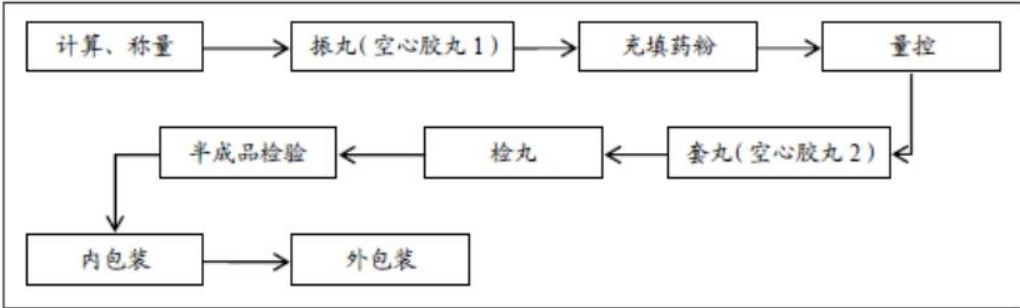 计算、称量
振丸(空心胶丸1)
充填药粉
量控
套丸(空心胶丸2)
检丸
半成品检验
内包装
外包装